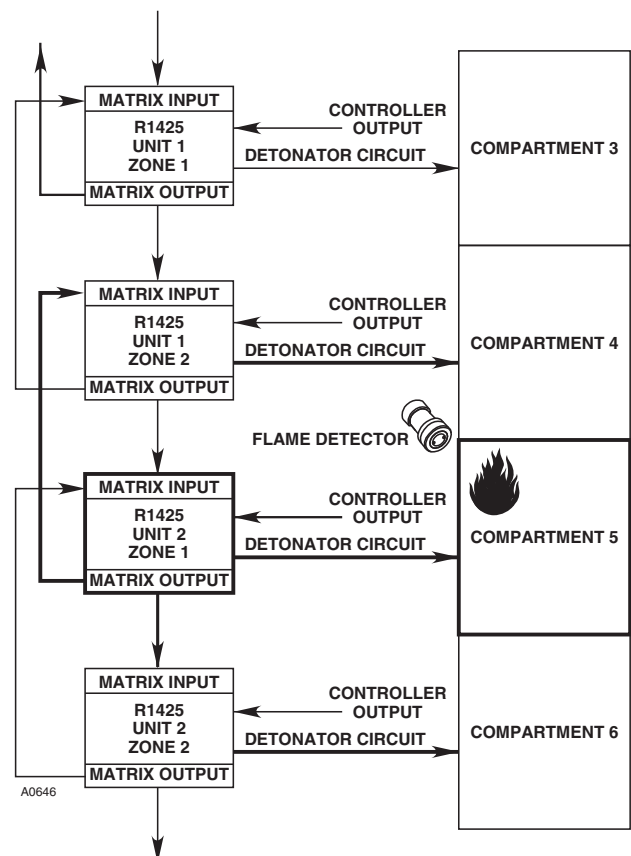 MATRIX INPUT
R1425
UNIT 1
ZONE 1
MATRIX OUTPUT
CONTROLLER
OUTPUT
DETONATOR CIRCUIT
COMPARTMENT 3
MATRIX INPUT
R1425
UNIT 1
ZONE 2
MATRIX OUTPUT
CONTROLLER
OUTPUT
DETONATOR CIRCUIT
COMPARTMENT 4
FLAME DETECTOR
MATRIX INPUT
R1425
UNIT 2
ZONE 1
MATRIX OUTPUT
CONTROLLER
OUTPUT
DETONATOR CIRCUIT
COMPARTMENT 5
MATRIX INPUT
R1425
UNIT 2
ZONE 2
MATRIX OUTPUT
CONTROLLER
OUTPUT
DETONATOR CIRCUIT
COMPARTMENT 6
A0646